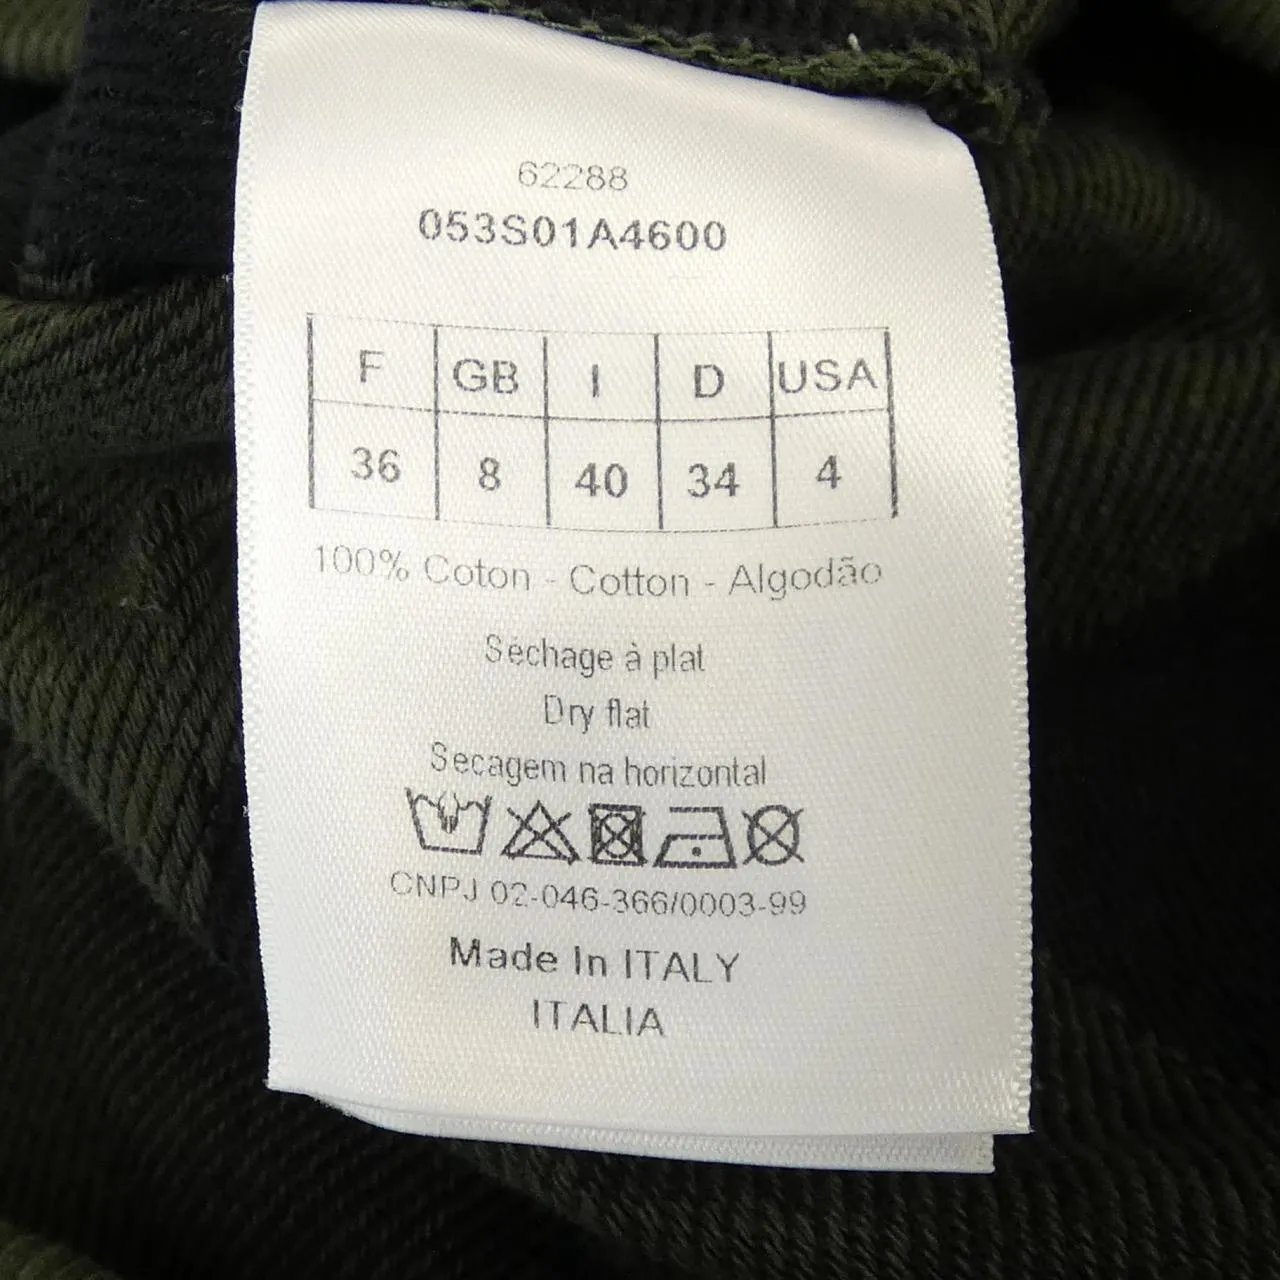 62288
053S01A4600
F GB I D USA
36 8 40 34 4
100% Coton - Cotton - Algodão
Séchage à plat
Dry flat
Secagem na horizontal
CNPJ 02-046-366/0003-99
Made In ITALY
ITALIA